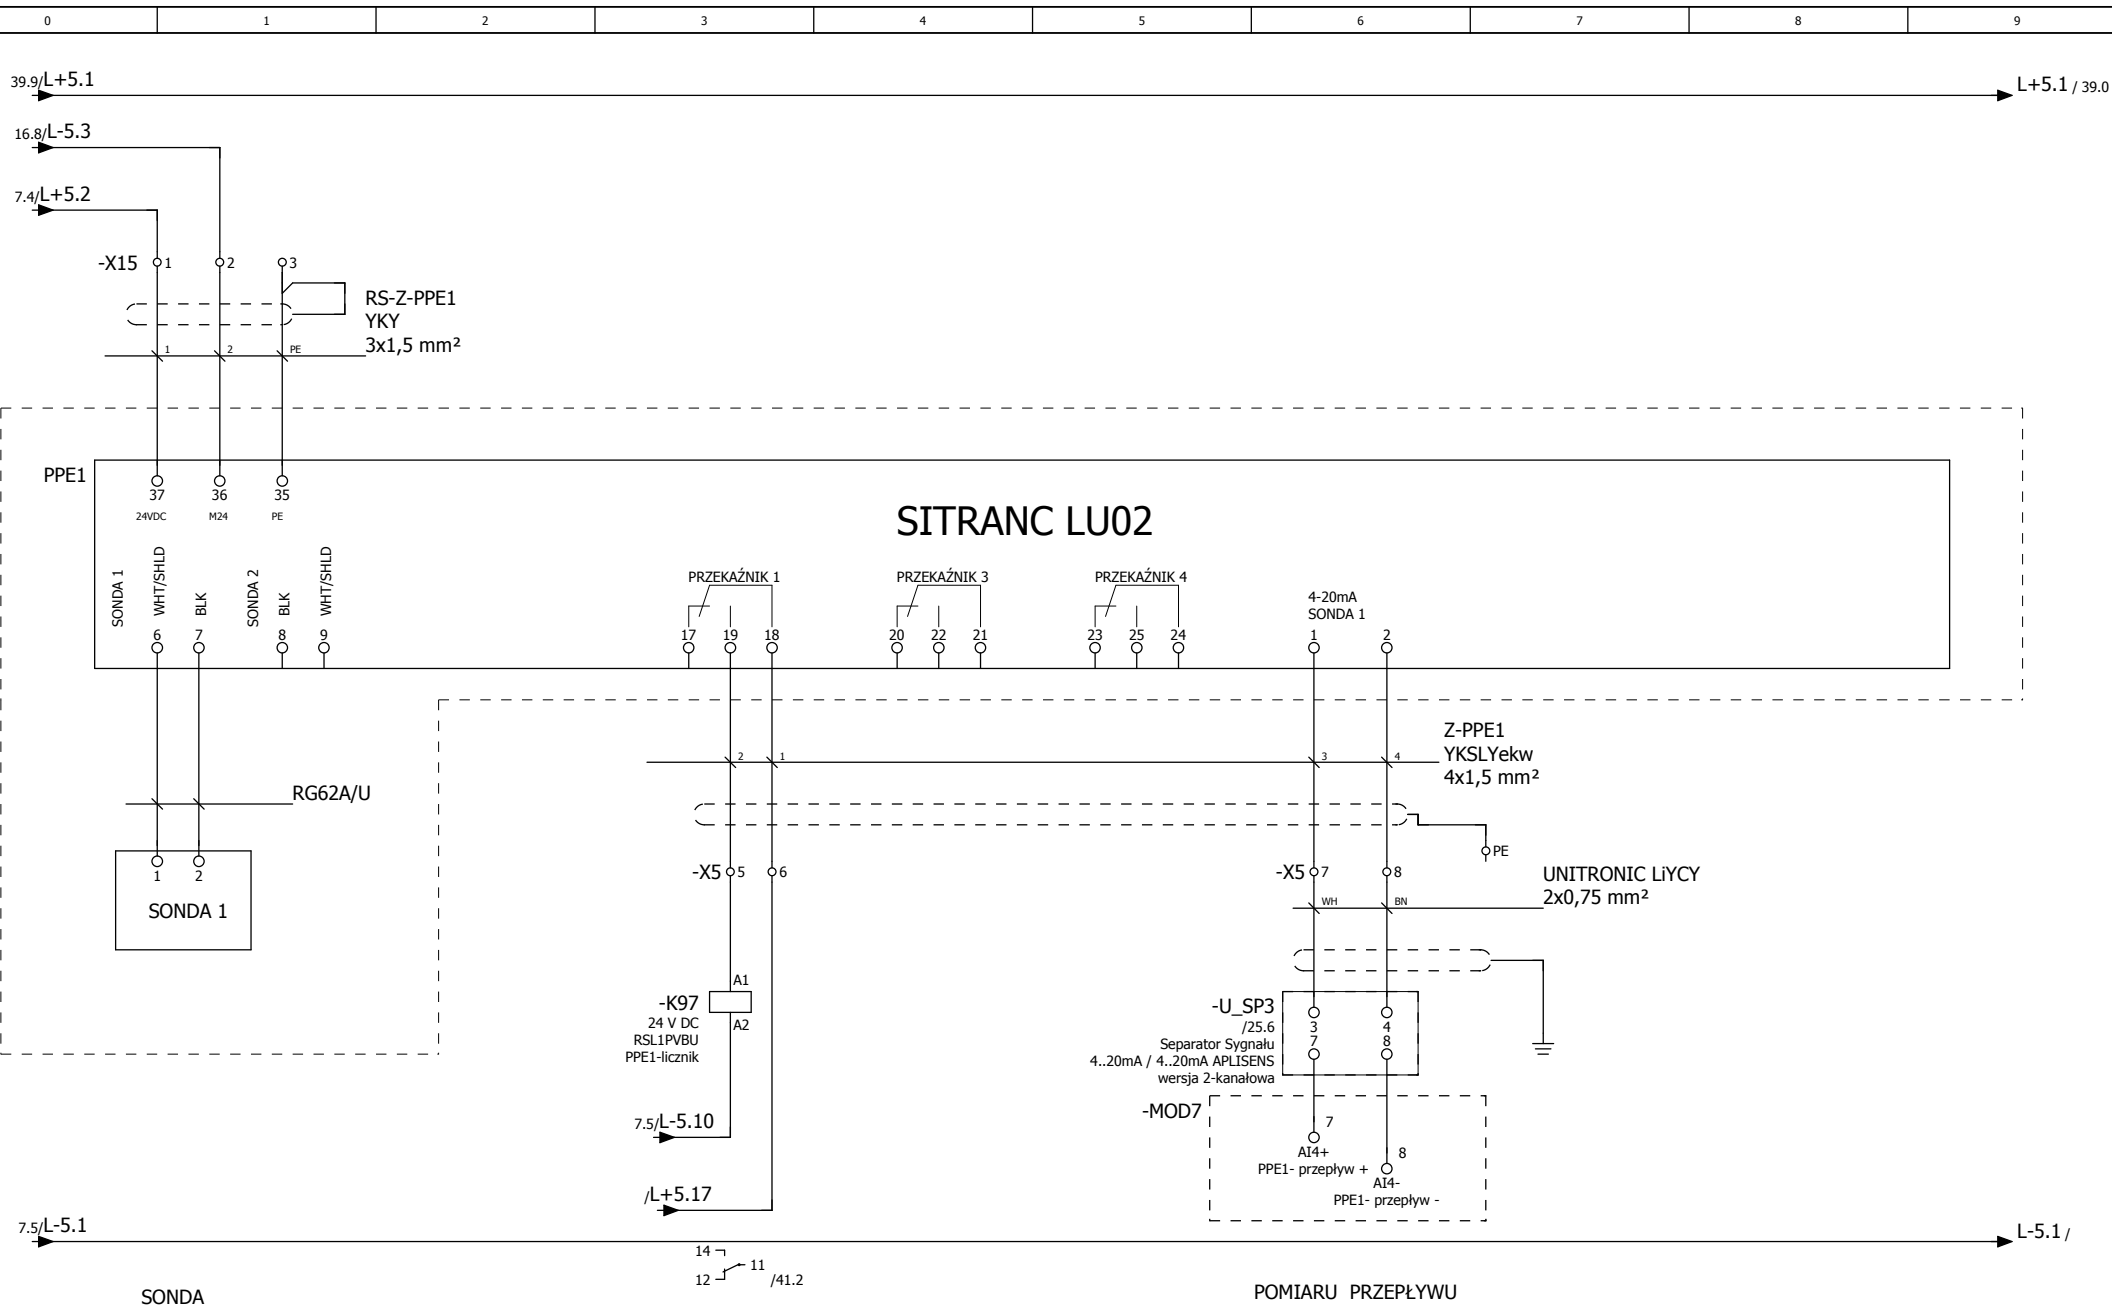 0 1 2 3 4 5 6 7 8 9
39.9/L+5.1
L+5.1 / 39.0
16.8/L-5.3
7.4/L+5.2
-X15 1 2 3
RS-Z-PPE1
YKY
3x1,5 mm²
1 2 PE
PPE1
37 36 35
24VDC M24 PE
SITRANC LU02
SONDA 1
WHT/SHLD
BLK
SONDA 2
BLK
WHT/SHLD
6 7 8 9
PRZEKAŹNIK 1
17 19 18
PRZEKAŹNIK 3
20 22 21
PRZEKAŹNIK 4
23 25 24
4-20mA
SONDA 1
1 2
Z-PPE1
YKSLYekw
4x1,5 mm²
2 1 3 4
RG62A/U
PE
1 2
SONDA 1
-X5 5 6
-X5 7 8
UNITRONIC LiYCY
2x0,75 mm²
WH BN
A1
-K97
A2
24 V DC
RSL1PVBU
PPE1-licznik
-U_SP3
/25.6
Separator Sygnału
4..20mA / 4..20mA APLISENS
wersja 2-kanałowa
3 4
7 8
7.5/L-5.10
-MOD7
7
AI4+
PPE1- przepływ +
8
AI4-
PPE1- przepływ -
/L+5.17
7.5/L-5.1
L-5.1 /
14
11
12
/41.2
SONDA
POMIARU PRZEPŁYWU